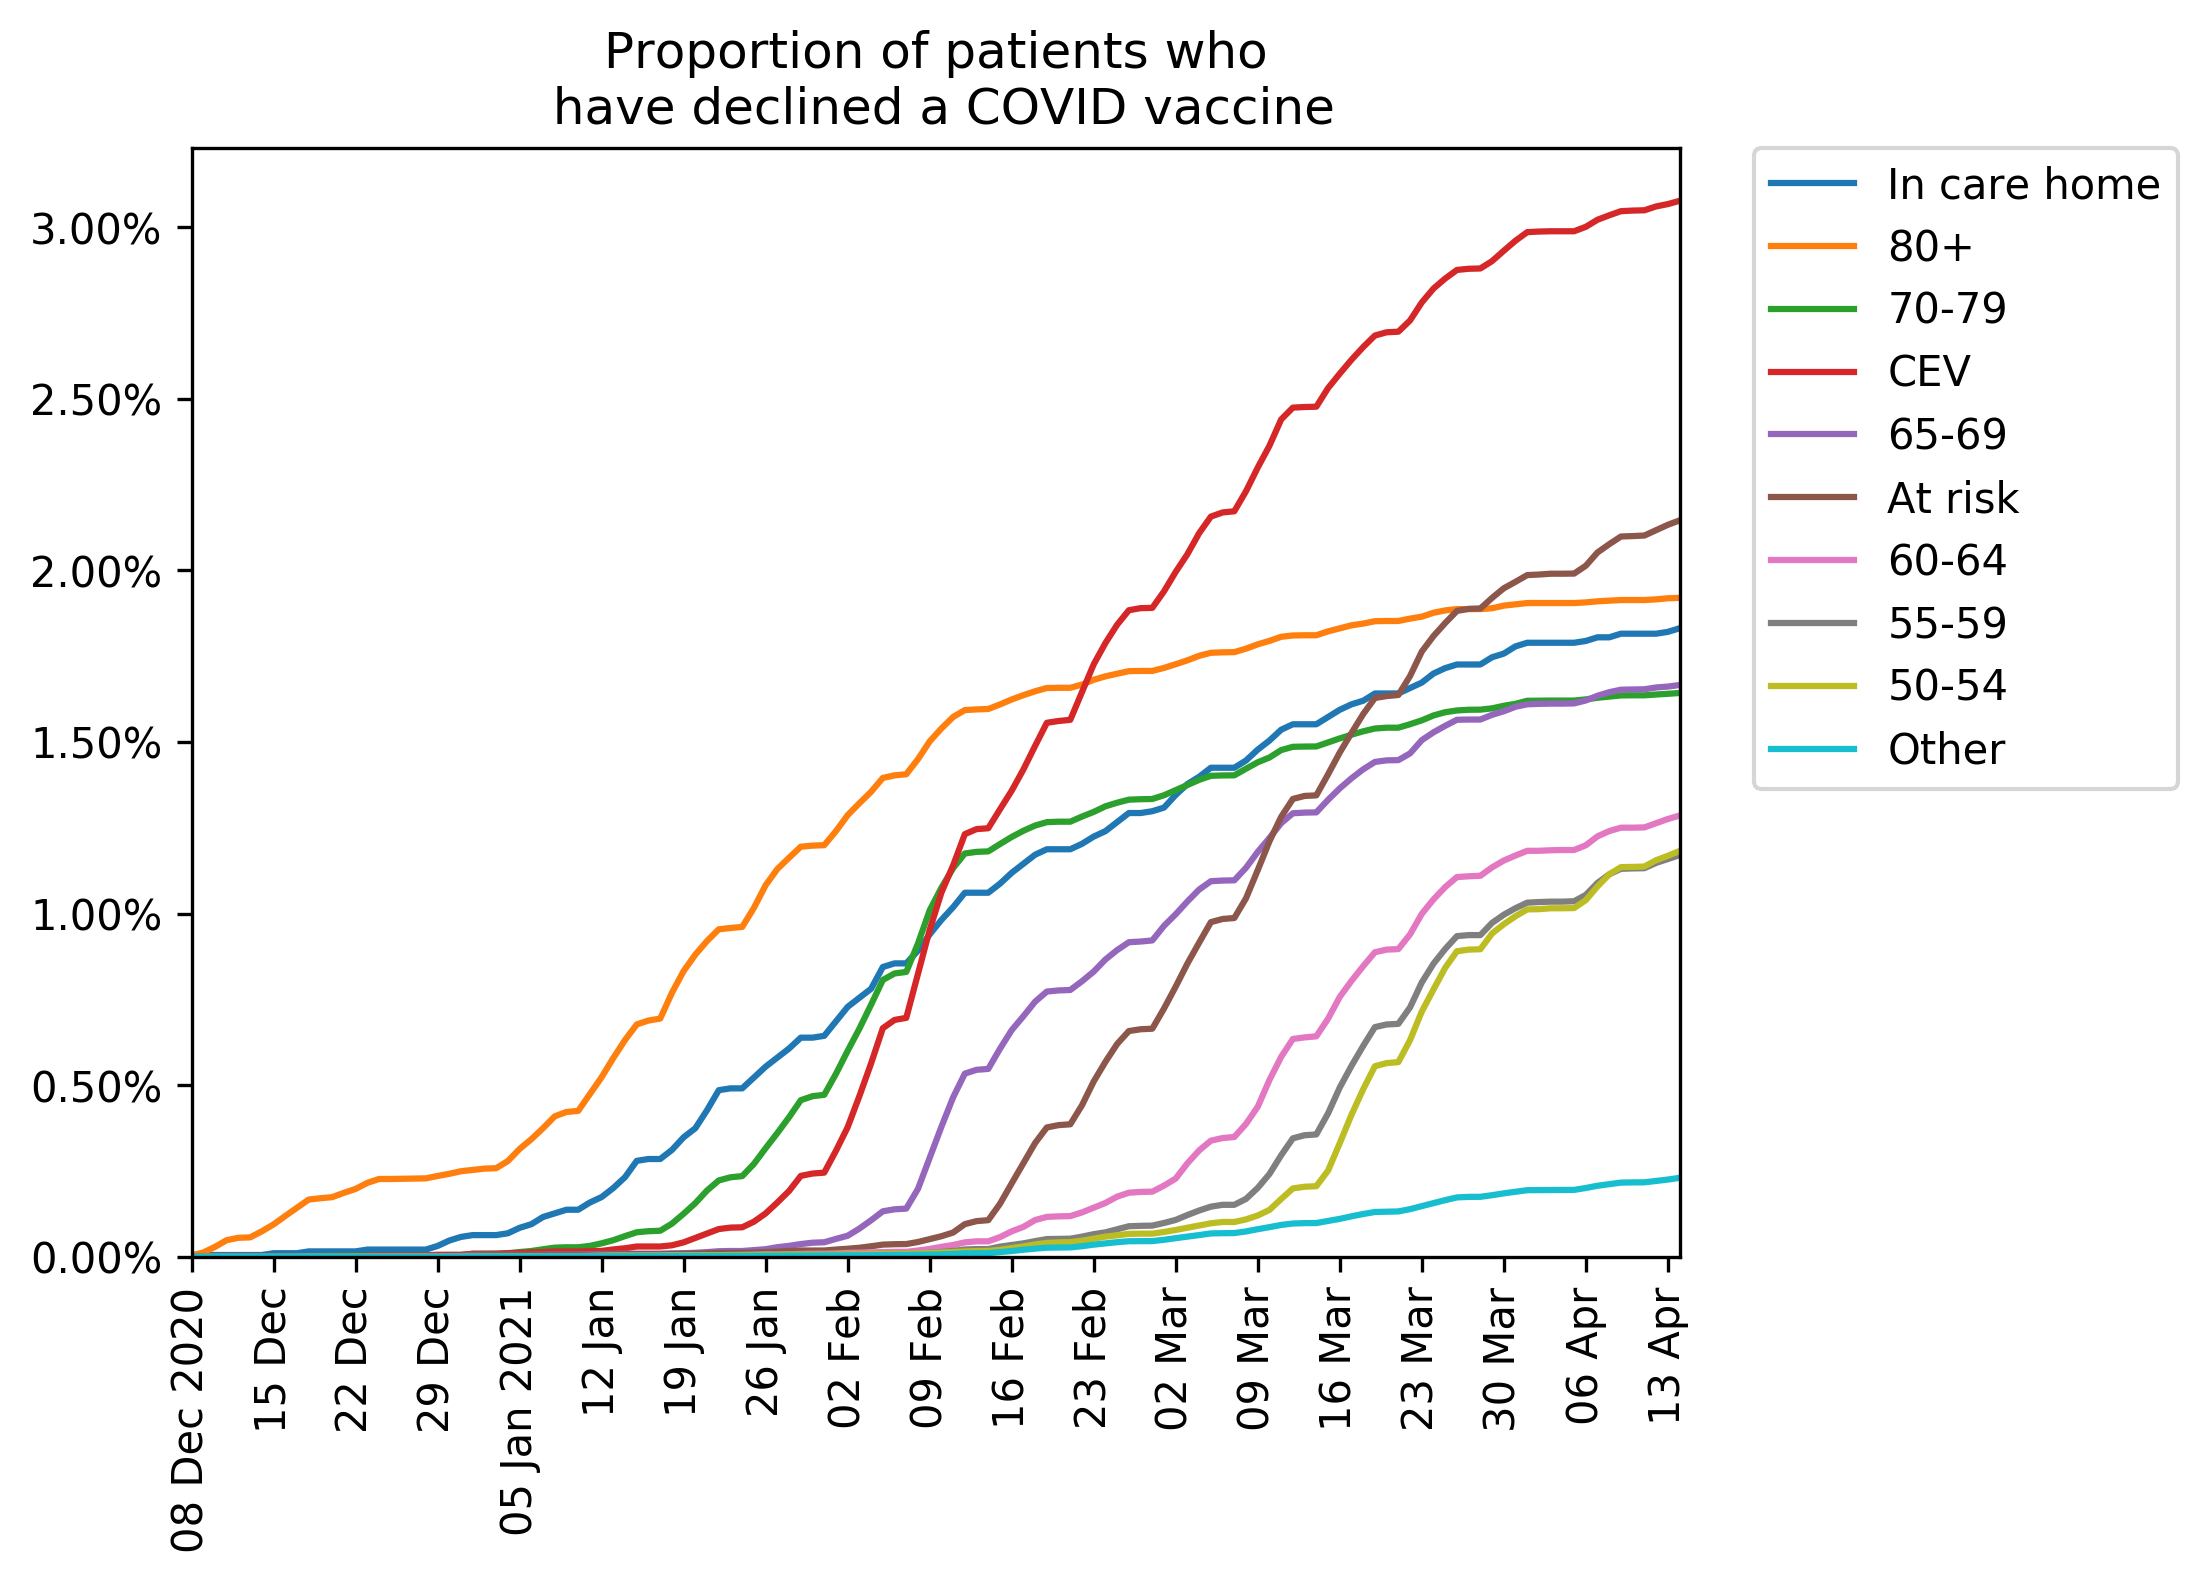 Proportion of patients who
have declined a COVID vaccine
3.00%
2.50%
2.00%
1.50%
1.00%
0.50%
0.00%
08 Dec 2020
15 Dec
22 Dec
29 Dec
05 Jan 2021
12 Jan
19 Jan
26 Jan
02 Feb
09 Feb
16 Feb
23 Feb
02 Mar
09 Mar
16 Mar
23 Mar
30 Mar
06 Apr
13 Apr
In care home
80+
70-79
CEV
65-69
At risk
60-64
55-59
50-54
Other